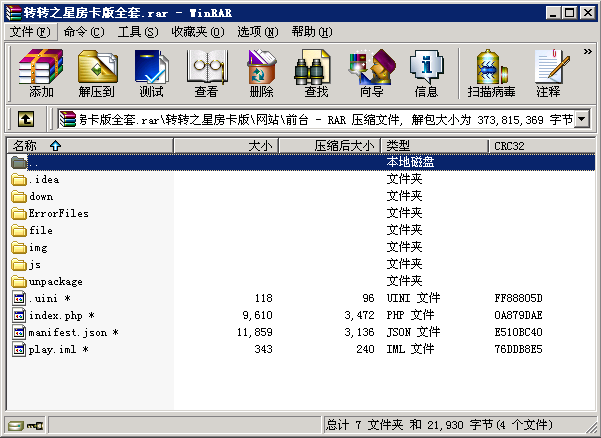 转转之星房卡版全套.rar - WinRAR
文件(F) 命令(C) 工具(S) 收藏夹(O) 选项(N) 帮助(H)
添加 解压到 测试 查看 删除 查找 向导 信息 扫描病毒 注释 »
房卡版全套.rar\转转之星房卡版\网站\前台 - RAR 压缩文件, 解包大小为 373,815,369 字节
名称 大小 压缩后大小 类型 CRC32
.. 本地磁盘
.idea 文件夹
down 文件夹
ErrorFiles 文件夹
file 文件夹
img 文件夹
js 文件夹
unpackage 文件夹
.uini * 118 96 UINI 文件 FF88805D
index.php * 9,610 3,472 PHP 文件 0A879DAE
manifest.json * 11,859 3,136 JSON 文件 E510BC40
play.iml * 343 240 IML 文件 76DDB8E5
总计 7 文件夹 和 21,930 字节(4 个文件)